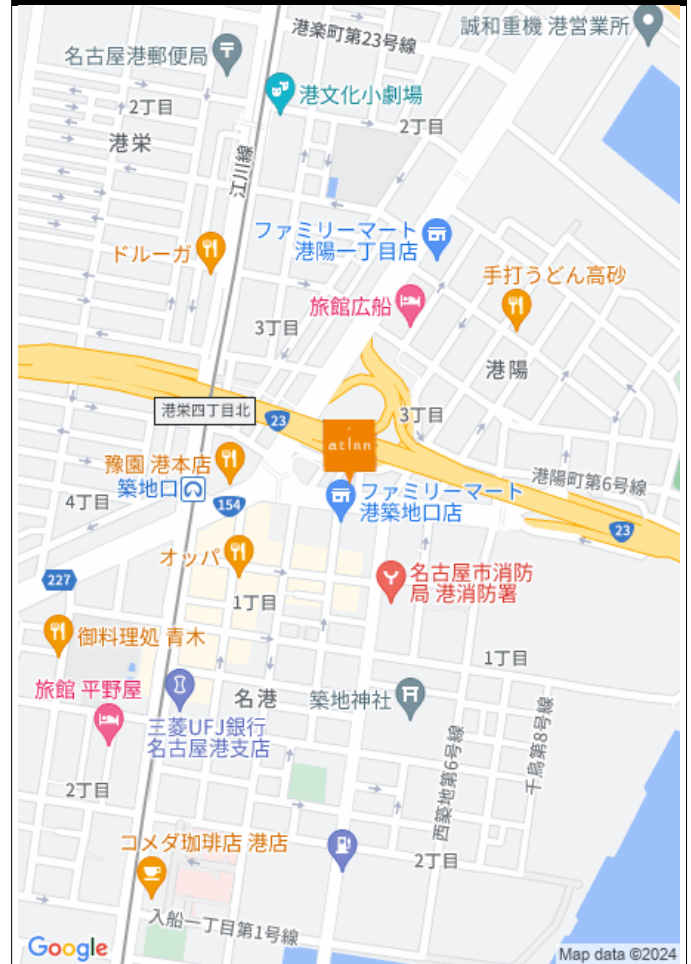 港楽町第23号線
誠和重機 港営業所
名古屋港郵便局
港文化小劇場
2丁目
2丁目
港栄
江川線
ファミリーマート
港陽一丁目店
ドルーガ
手打うどん高砂
旅館広船
3丁目
港陽
港栄四丁目北
23
3丁目
at inn
豫園 港本店
築地口
港陽町第6号線
ファミリーマート
港築地口店
4丁目
154
23
オッパ
名古屋市消防
局 港消防署
227
1丁目
御料理処 青木
1丁目
旅館 平野屋
名港
築地神社
三菱UFJ銀行
名古屋港支店
西築地第6号線
千鳥第8号線
2丁目
コメダ珈琲店 港店
2丁目
入船一丁目第1号線
Google
Map data ©2024